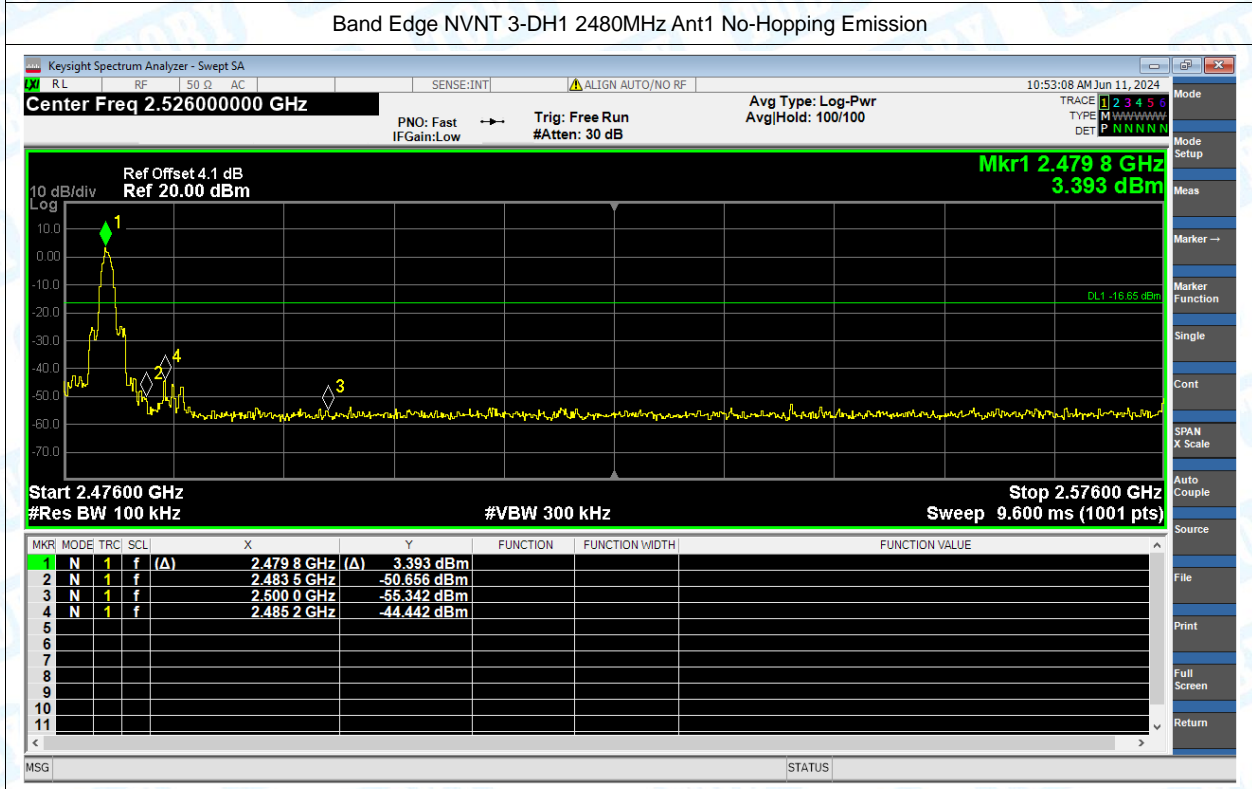 Band Edge NVNT 3-DH1 2480MHz Ant1 No-Hopping Emission
Keysight Spectrum Analyzer - Swept SA
LXI RL RF 50 Ω AC SENSE:INT ALIGN AUTO/NO RF 10:53:08 AM Jun 11, 2024
Center Freq 2.526000000 GHz
PNO: Fast
IFGain:Low
Trig: Free Run
#Atten: 30 dB
Avg Type: Log-Pwr
Avg|Hold: 100/100
TRACE 1 2 3 4 5 6
TYPE M WWWWW
DET P N N N N N
Mkr1 2.479 8 GHz
3.393 dBm
Ref Offset 4.1 dB
10 dB/div Ref 20.00 dBm
Log
10.0
0.00
-10.0
-20.0
-30.0
-40.0
-50.0
-60.0
-70.0
1
2
4
3
DL1 -16.65 dBm
Start 2.47600 GHz Stop 2.57600 GHz
#Res BW 100 kHz #VBW 300 kHz Sweep 9.600 ms (1001 pts)
MKR MODE TRC SCL X Y FUNCTION FUNCTION WIDTH FUNCTION VALUE
1 N 1 f (Δ) 2.479 8 GHz (Δ) 3.393 dBm
2 N 1 f 2.483 5 GHz -50.656 dBm
3 N 1 f 2.500 0 GHz -55.342 dBm
4 N 1 f 2.485 2 GHz -44.442 dBm
5
6
7
8
9
10
11
MSG STATUS
Mode
Mode
Setup
Meas
Marker→
Marker
Function
Single
Cont
SPAN
X Scale
Auto
Couple
Source
File
Print
Full
Screen
Return